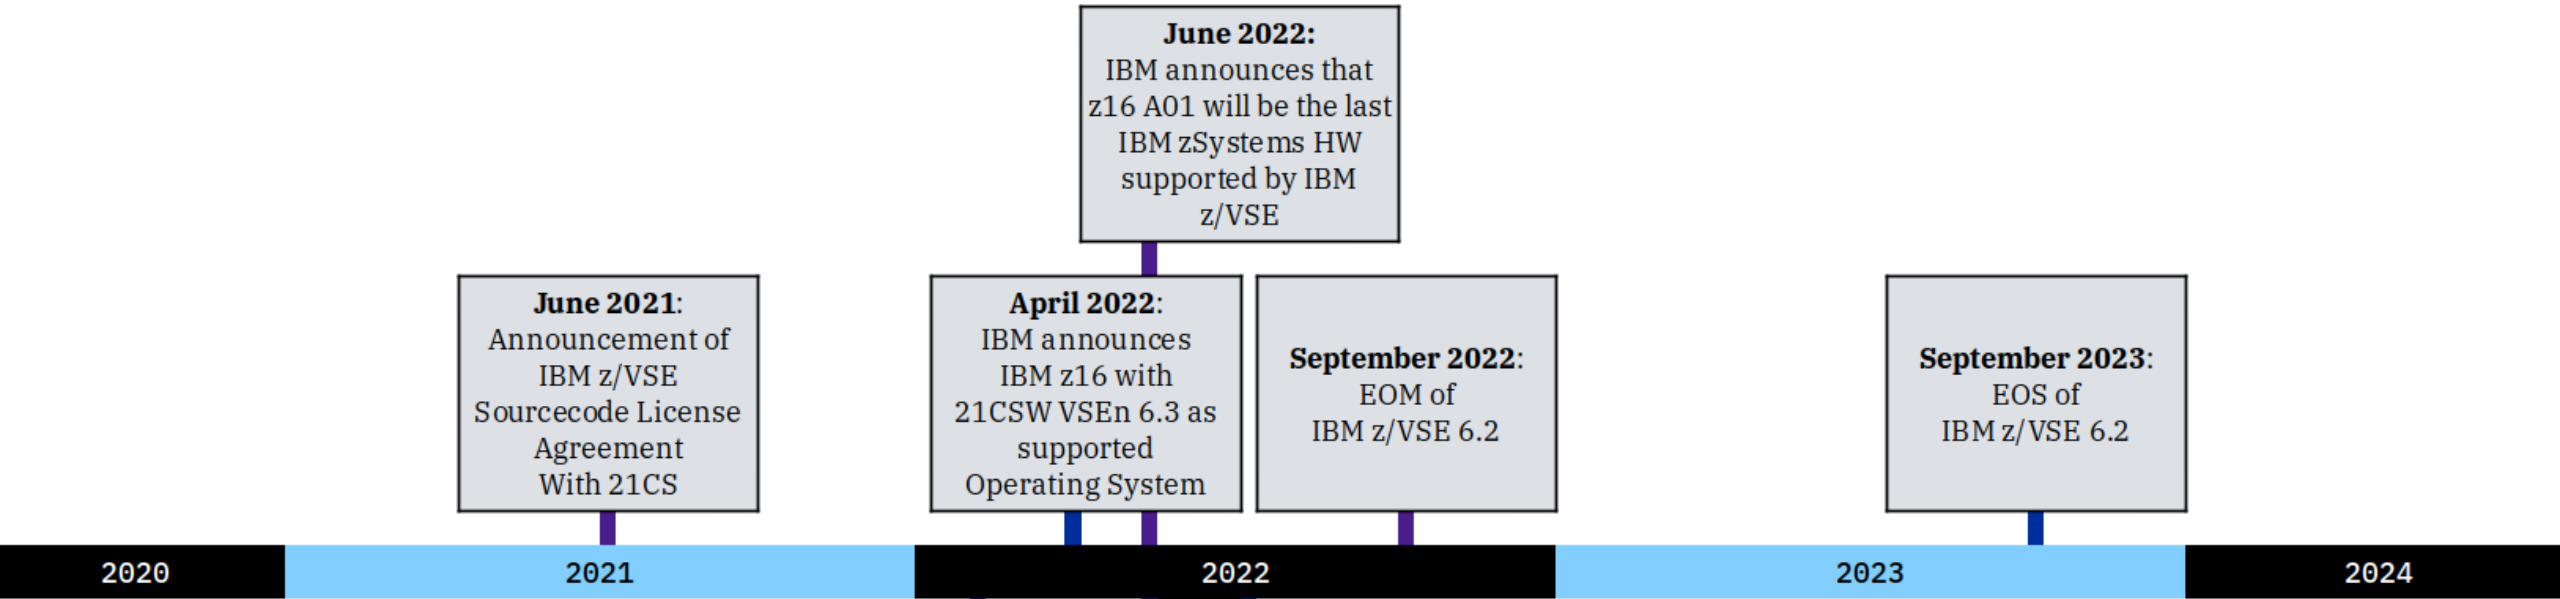 June 2022:
IBM announces that
z16 A01 will be the last
IBM zSystems HW
supported by IBM
z/VSE
June 2021:
Announcement of
IBM z/VSE
Sourcecode License
Agreement
With 21CS
April 2022:
IBM announces
IBM z16 with
21CSW VSEn 6.3 as
supported
Operating System
September 2022:
EOM of
IBM z/VSE 6.2
September 2023:
EOS of
IBM z/VSE 6.2
2020
2021
2022
2023
2024